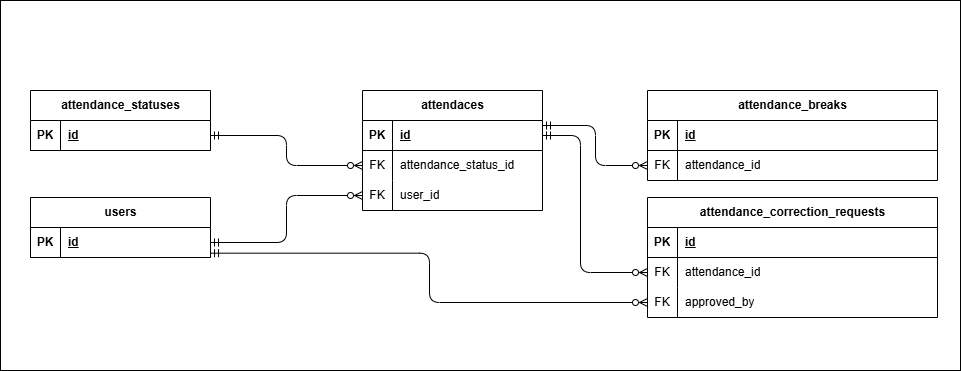 attendance_statuses
PK id
users
PK id
attendaces
PK id
FK attendance_status_id
FK user_id
attendance_breaks
PK id
FK attendance_id
attendance_correction_requests
PK id
FK attendance_id
FK approved_by